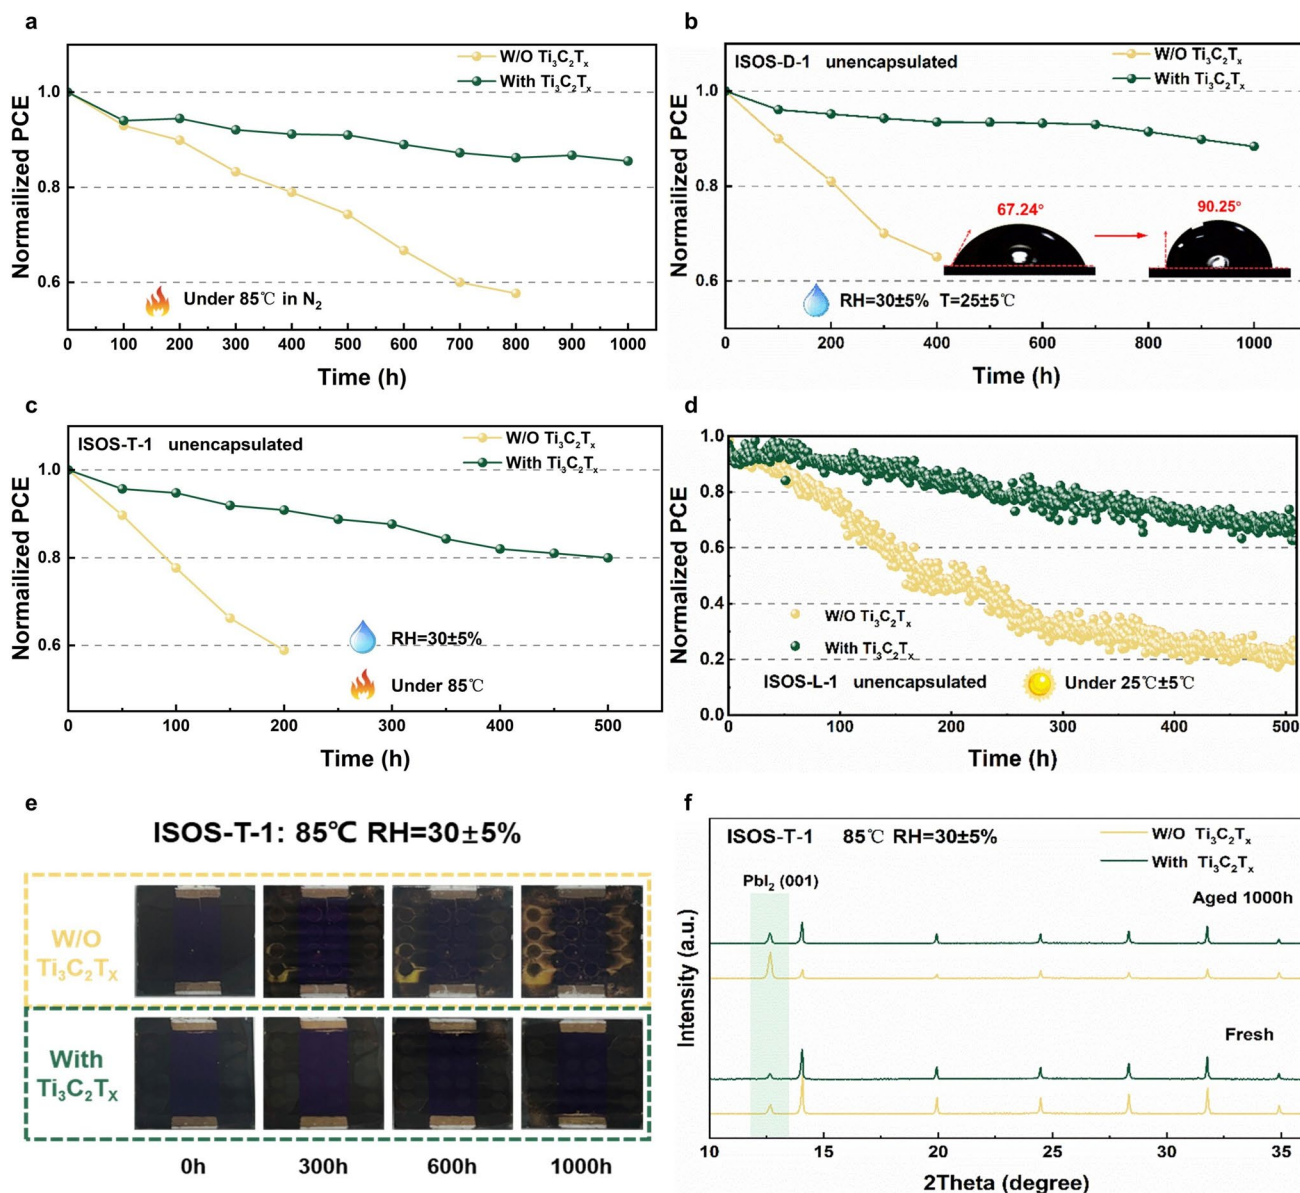 a
W/O Ti₃C₂Tₓ
With Ti₃C₂Tₓ
1.0
0.8
0.6
Normailized PCE
Under 85℃ in N₂
0 100 200 300 400 500 600 700 800 900 1000
Time (h)
b
ISOS-D-1 unencapsulated
W/O Ti₃C₂Tₓ
With Ti₃C₂Tₓ
1.0
0.8
0.6
Normalized PCE
67.24°
90.25°
RH=30±5% T=25±5℃
0 200 400 600 800 1000
Time (h)
c
ISOS-T-1 unencapsulated
W/O Ti₃C₂Tₓ
With Ti₃C₂Tₓ
1.0
0.8
0.6
Normailized PCE
RH=30±5%
Under 85℃
0 100 200 300 400 500
Time (h)
d
1.0
0.8
0.6
0.4
0.2
0.0
Normalized PCE
W/O Ti₃C₂Tₓ
With Ti₃C₂Tₓ
ISOS-L-1 unencapsulated
Under 25℃±5℃
0 100 200 300 400 500
Time (h)
e
ISOS-T-1: 85℃ RH=30±5%
W/O
Ti₃C₂Tₓ
With
Ti₃C₂Tₓ
0h 300h 600h 1000h
f
ISOS-T-1 85℃ RH=30±5%
W/O Ti₃C₂Tₓ
With Ti₃C₂Tₓ
PbI₂ (001)
Aged 1000h
Fresh
Intensity (a.u.)
10 15 20 25 30 35
2Theta (degree)